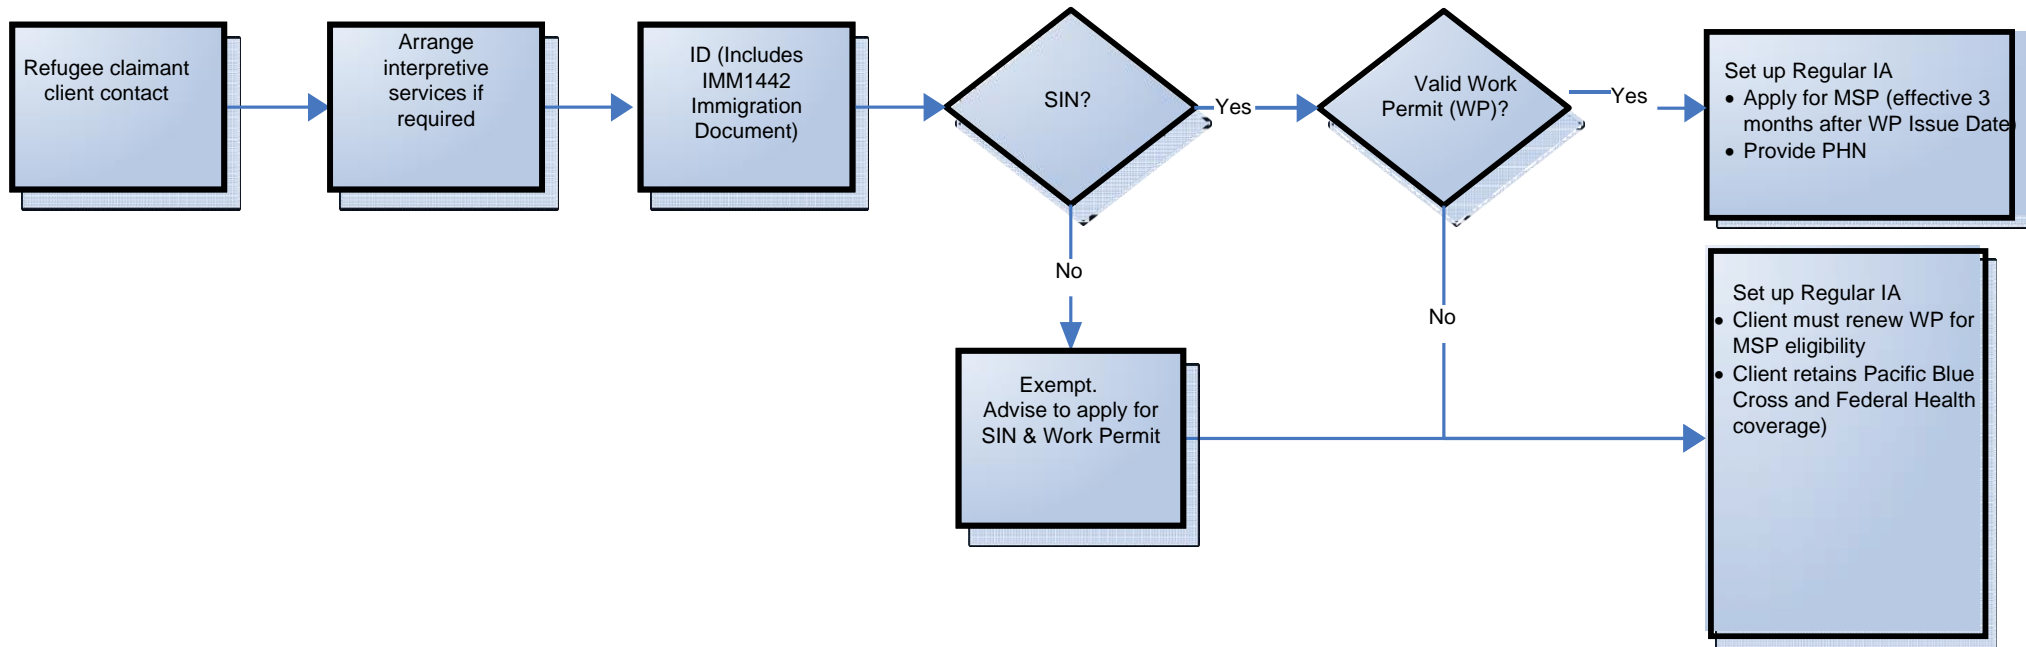 Refugee claimant
client contact
Arrange
interpretive
services if
required
ID (Includes
IMM1442
Immigration
Document)
SIN?
Yes
Valid Work
Permit (WP)?
Yes
Set up Regular IA
• Apply for MSP (effective 3
months after WP Issue Date)
• Provide PHN
No
No
Exempt.
Advise to apply for
SIN & Work Permit
Set up Regular IA
• Client must renew WP for
MSP eligibility
• Client retains Pacific Blue
Cross and Federal Health
coverage)